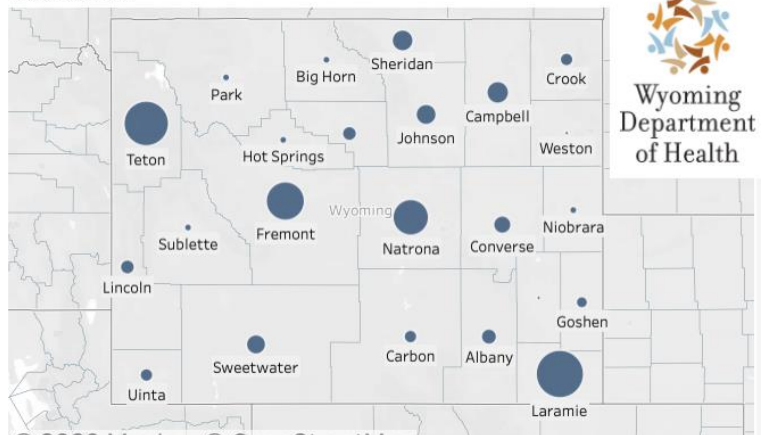 Sheridan
Big Horn
Park
Crook
Wyoming
Department
of Health
Campbell
Johnson
Teton
Hot Springs
Weston
Wyoming
Fremont
Natrona
Niobrara
Sublette
Converse
Lincoln
Goshen
Sweetwater
Carbon
Albany
Uinta
Laramie